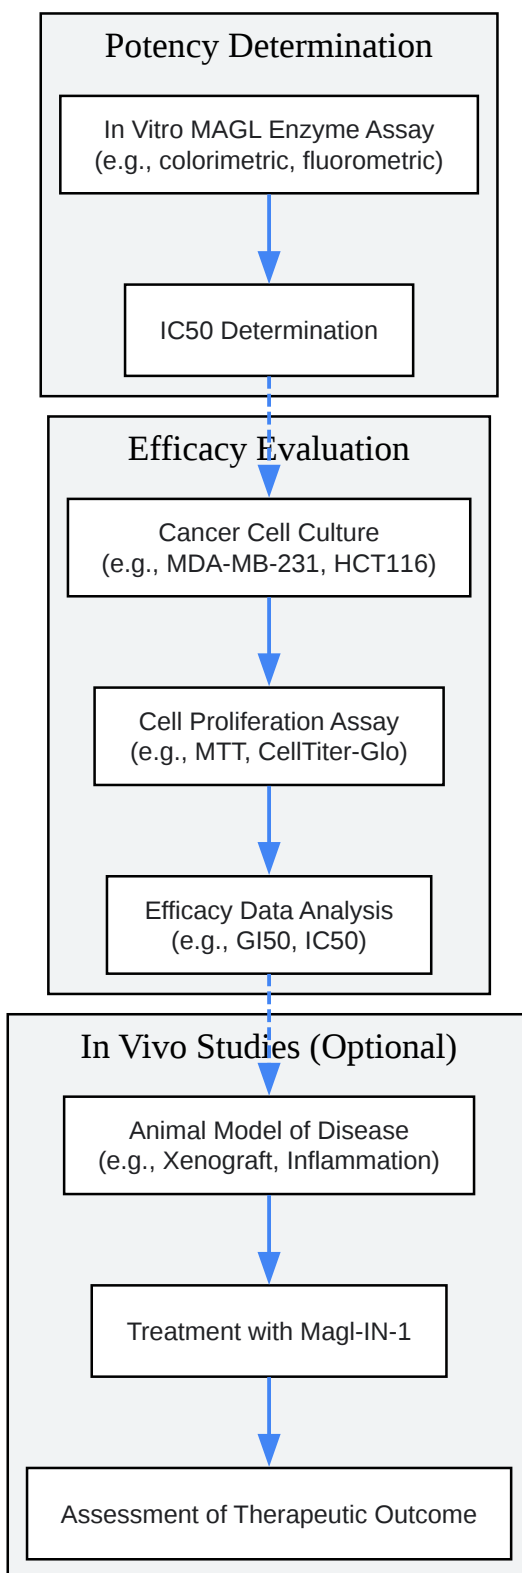 Potency Determination
In Vitro MAGL Enzyme Assay
(e.g., colorimetric, fluorometric)
IC50 Determination
Efficacy Evaluation
Cancer Cell Culture
(e.g., MDA-MB-231, HCT116)
Cell Proliferation Assay
(e.g., MTT, CellTiter-Glo)
Efficacy Data Analysis
(e.g., GI50, IC50)
In Vivo Studies (Optional)
Animal Model of Disease
(e.g., Xenograft, Inflammation)
Treatment with Magl-IN-1
Assessment of Therapeutic Outcome